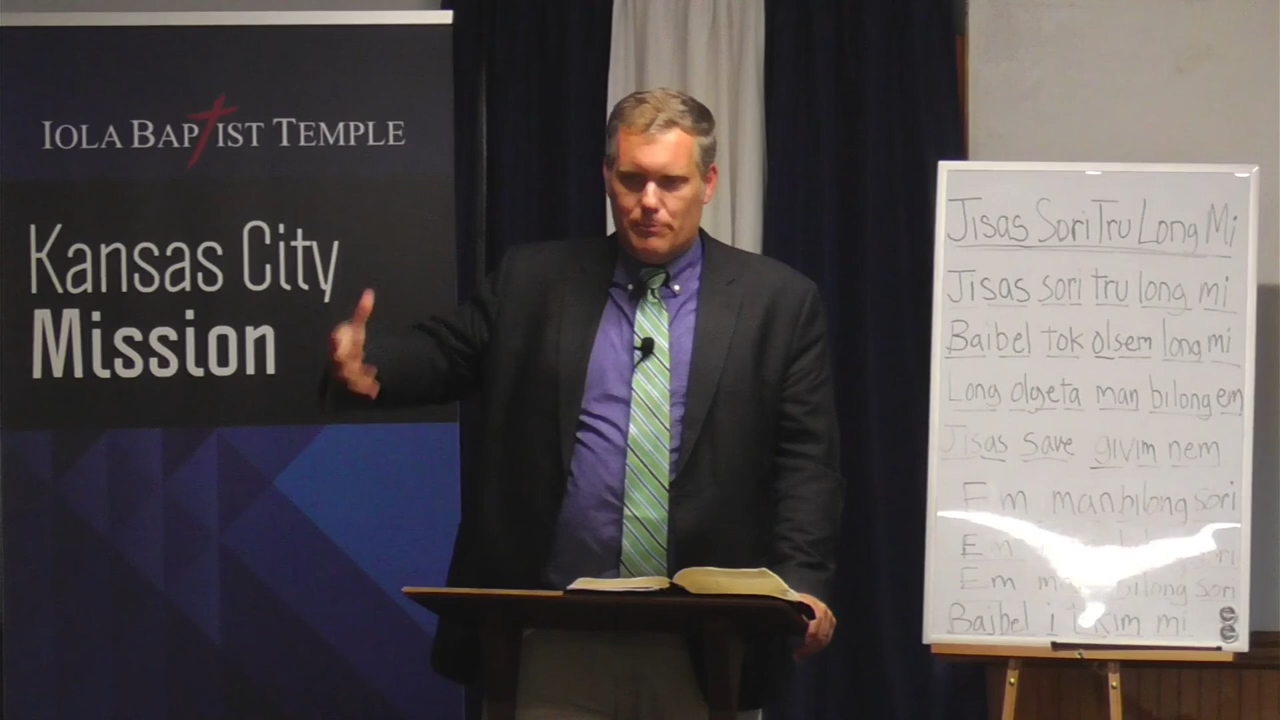 IOLA BAPTIST TEMPLE
Kansas City
Mission
Jisas Sori Tru Long Mi
Jisas sori tru long mi
Baibel tok olsem long mi
Long olgeta man bilong em
Jisas save givim nem
Em man bilong sori
Em
Em bilong sori
Baibel i tokim mi